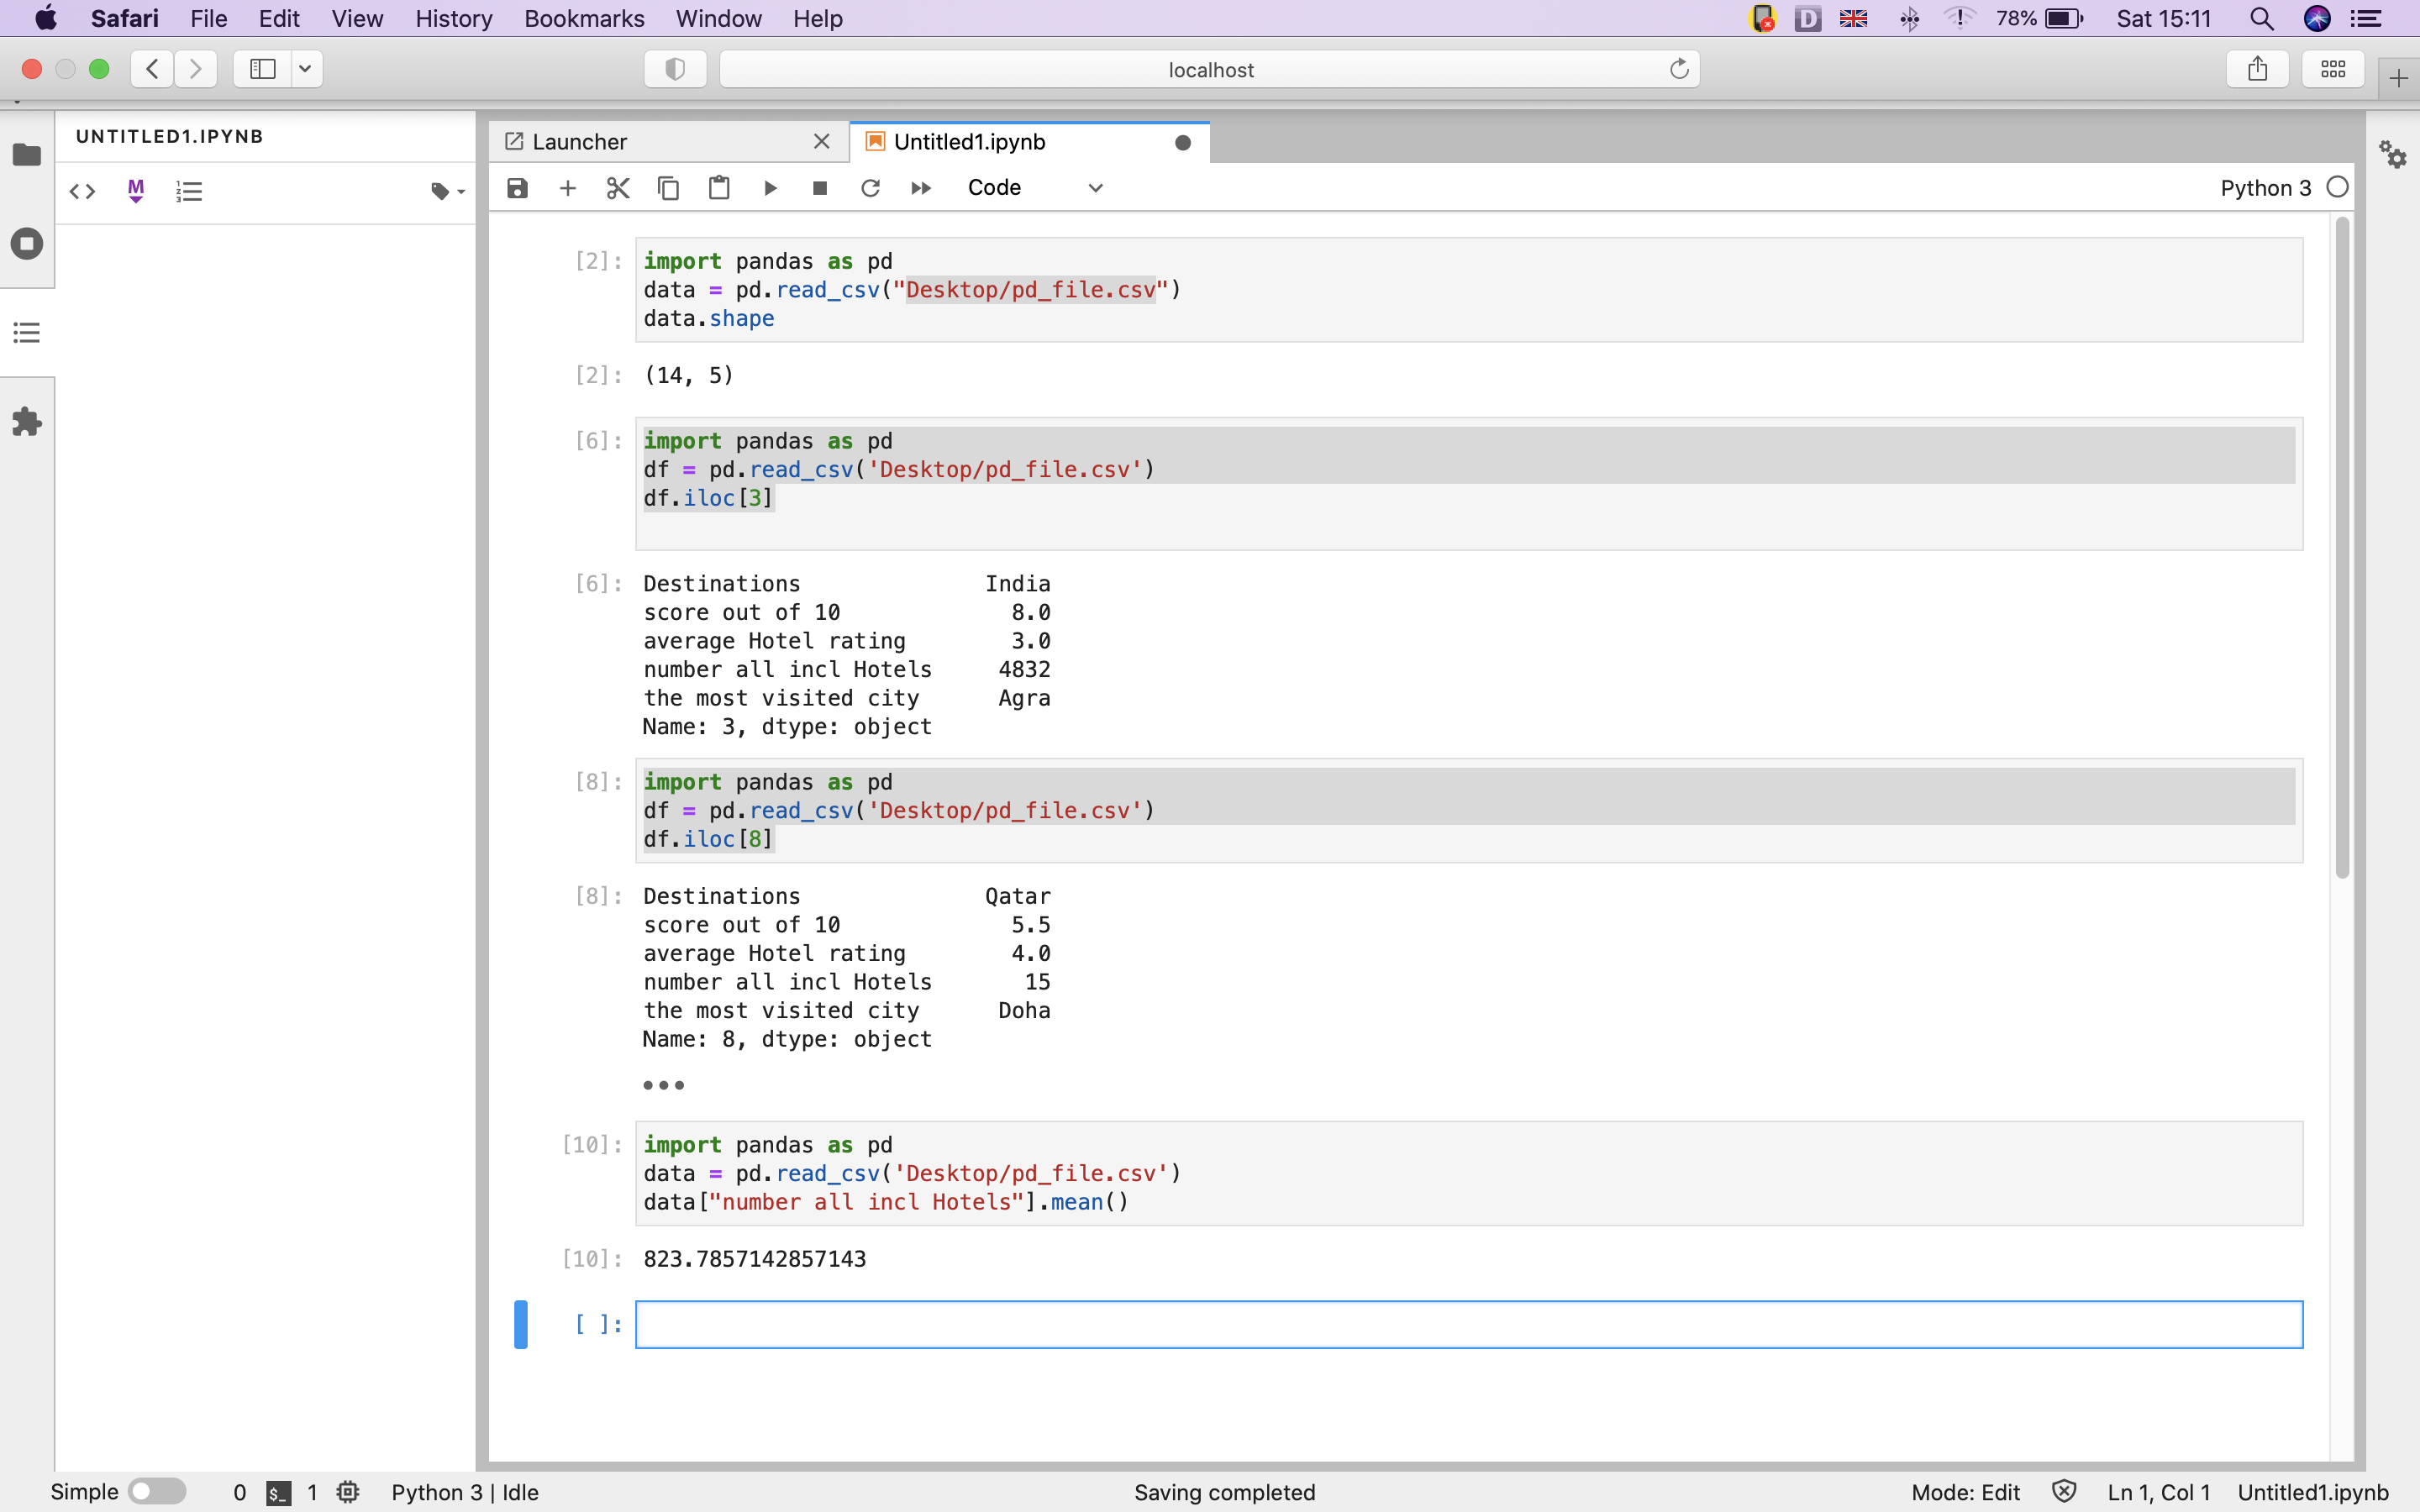 Safari File Edit View History Bookmarks Window Help
D 78% Sat 15:11
localhost
UNTITLED1.IPYNB
Launcher
Untitled1.ipynb
M
Code
Python 3
[2]: import pandas as pd
data = pd.read_csv("Desktop/pd_file.csv")
data.shape
[2]: (14, 5)
[6]: import pandas as pd
df = pd.read_csv('Desktop/pd_file.csv')
df.iloc[3]
[6]: Destinations India
score out of 10 8.0
average Hotel rating 3.0
number all incl Hotels 4832
the most visited city Agra
Name: 3, dtype: object
[8]: import pandas as pd
df = pd.read_csv('Desktop/pd_file.csv')
df.iloc[8]
[8]: Destinations Qatar
score out of 10 5.5
average Hotel rating 4.0
number all incl Hotels 15
the most visited city Doha
Name: 8, dtype: object
•••
[10]: import pandas as pd
data = pd.read_csv('Desktop/pd_file.csv')
data["number all incl Hotels"].mean()
[10]: 823.7857142857143
[ ]:
Simple 0 $_ 1 Python 3 | Idle Saving completed Mode: Edit Ln 1, Col 1 Untitled1.ipynb